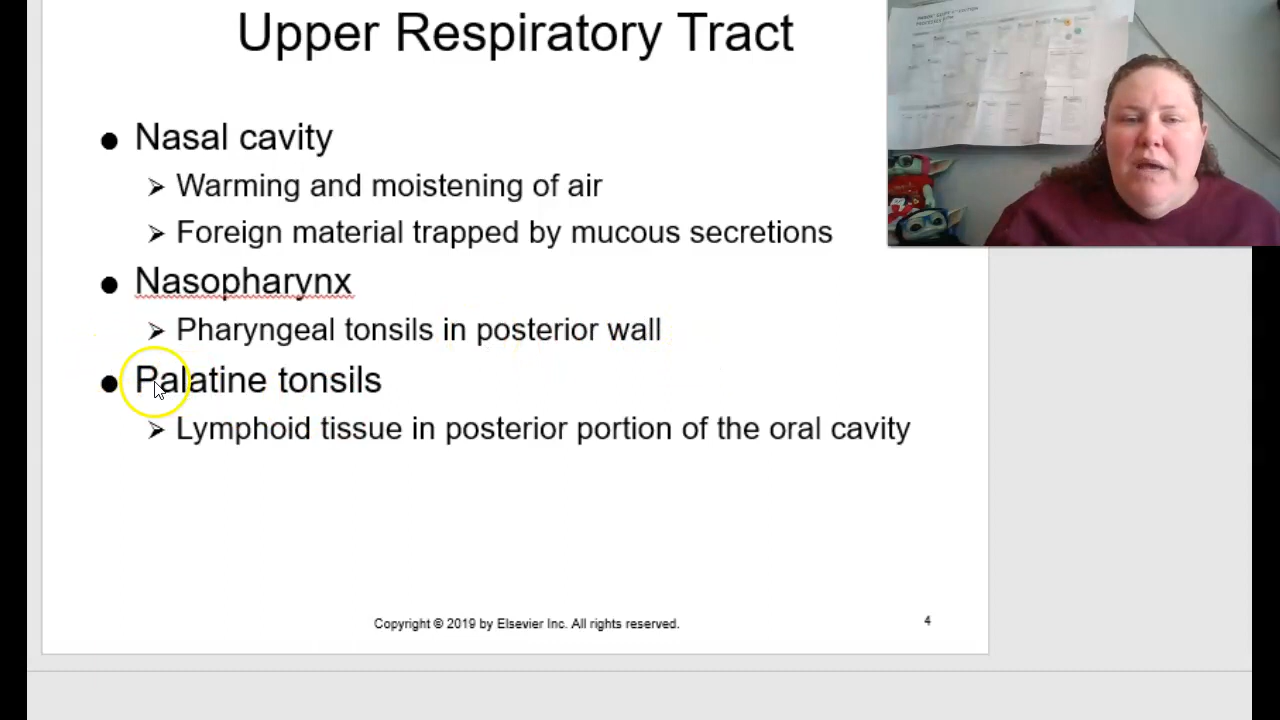 Upper Respiratory Tract
● Nasal cavity
➢ Warming and moistening of air
➢ Foreign material trapped by mucous secretions
● Nasopharynx
➢ Pharyngeal tonsils in posterior wall
● Palatine tonsils
➢ Lymphoid tissue in posterior portion of the oral cavity
Copyright © 2019 by Elsevier Inc. All rights reserved.
4